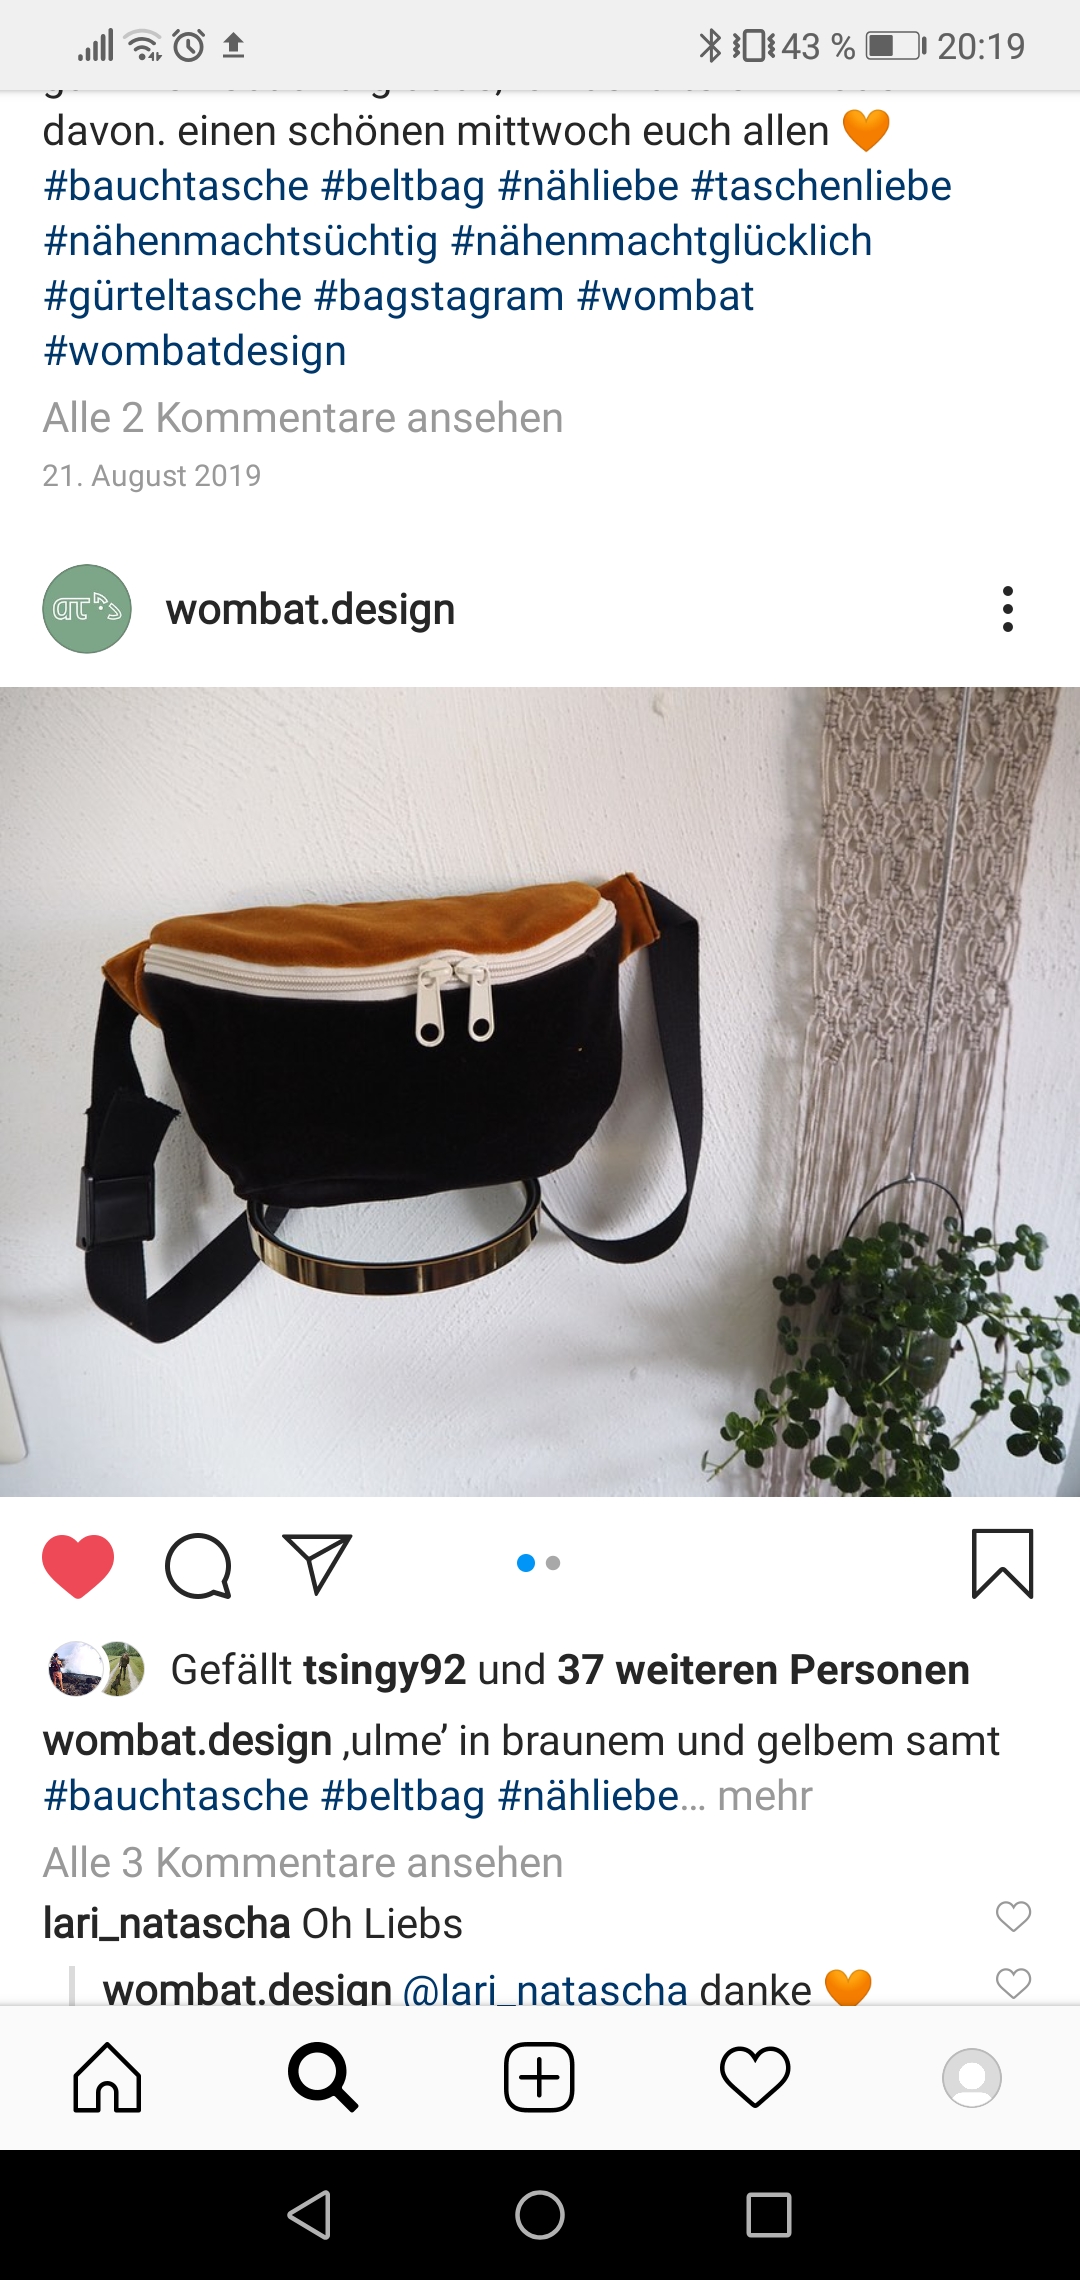 43 % 20:19
davon. einen schönen mittwoch euch allen 🧡
#bauchtasche #beltbag #nähliebe #taschenliebe
#nähenmachtsüchtig #nähenmachtglücklich
#gürteltasche #bagstagram #wombat
#wombatdesign
Alle 2 Kommentare ansehen
21. August 2019
wombat.design
Gefällt tsingy92 und 37 weiteren Personen
wombat.design ‚ulme’ in braunem und gelbem samt
#bauchtasche #beltbag #nähliebe... mehr
Alle 3 Kommentare ansehen
lari_natascha Oh Liebs
wombat.design @lari_natascha danke 🧡